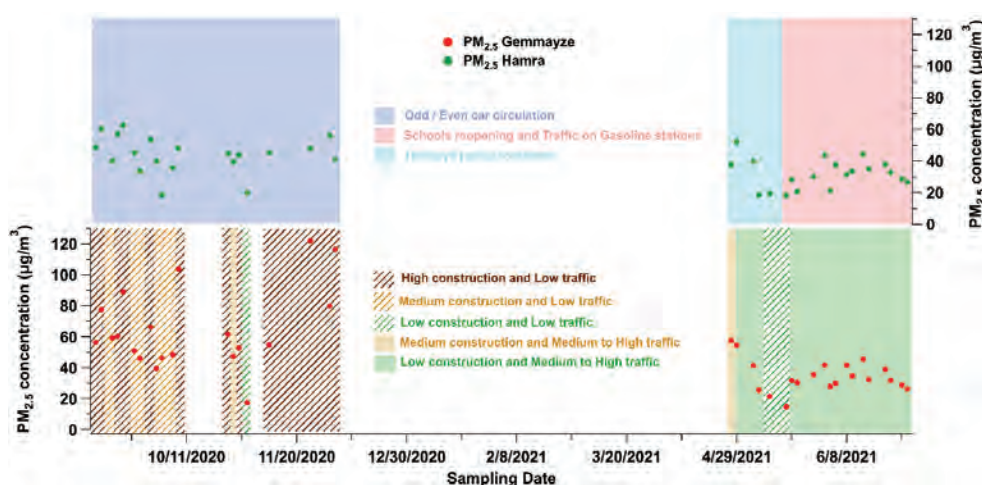 130
120
100
80
60
40
20
0
PM2.5 concentration (µg/m³)
PM2.5 Gemmayze
PM2.5 Hamra
Odd / Even car circulation
Schools reopening and Traffic on Gasoline stations
PM2.5 concentration (µg/m³)
120
100
80
60
40
20
0
High construction and Low traffic
Medium construction and Low traffic
Low construction and Low traffic
Medium construction and Medium to High traffic
Low construction and Medium to High traffic
10/11/2020
11/20/2020
12/30/2020
2/8/2021
3/20/2021
4/29/2021
6/8/2021
Sampling Date